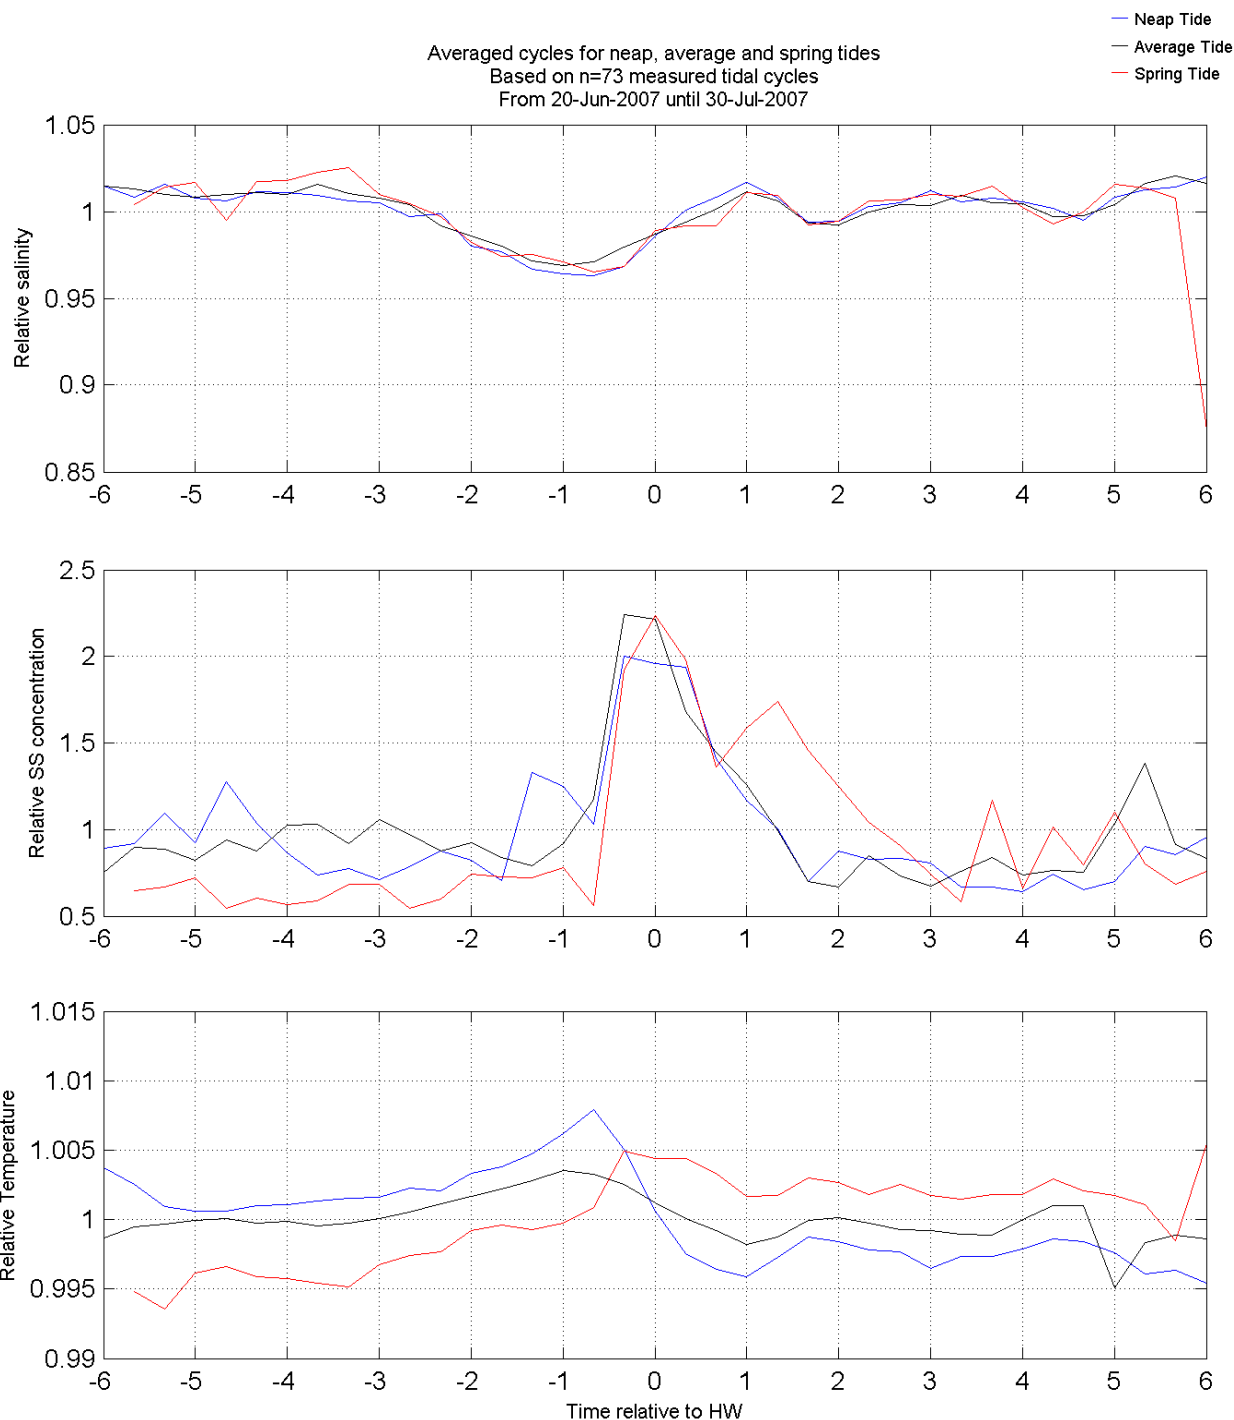 Neap Tide
Average Tide
Spring Tide
Averaged cycles for neap, average and spring tides
Based on n=73 measured tidal cycles
From 20-Jun-2007 until 30-Jul-2007
Relative salinity
1.05
1
0.95
0.9
0.85
-6 -5 -4 -3 -2 -1 0 1 2 3 4 5 6
Relative SS concentration
2.5
2
1.5
1
0.5
-6 -5 -4 -3 -2 -1 0 1 2 3 4 5 6
Relative Temperature
1.015
1.01
1.005
1
0.995
0.99
-6 -5 -4 -3 -2 -1 0 1 2 3 4 5 6
Time relative to HW